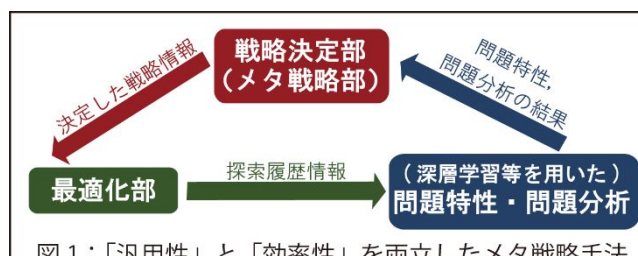 戦略決定部
(メタ戦略部)
決定した戦略情報
問題特性,
問題分析の結果
最適化部
探索履歴情報
(深層学習等を用いた)
問題特性・問題分析
図1:「汎用性」と「効率性」を両立したメタ戦略手法